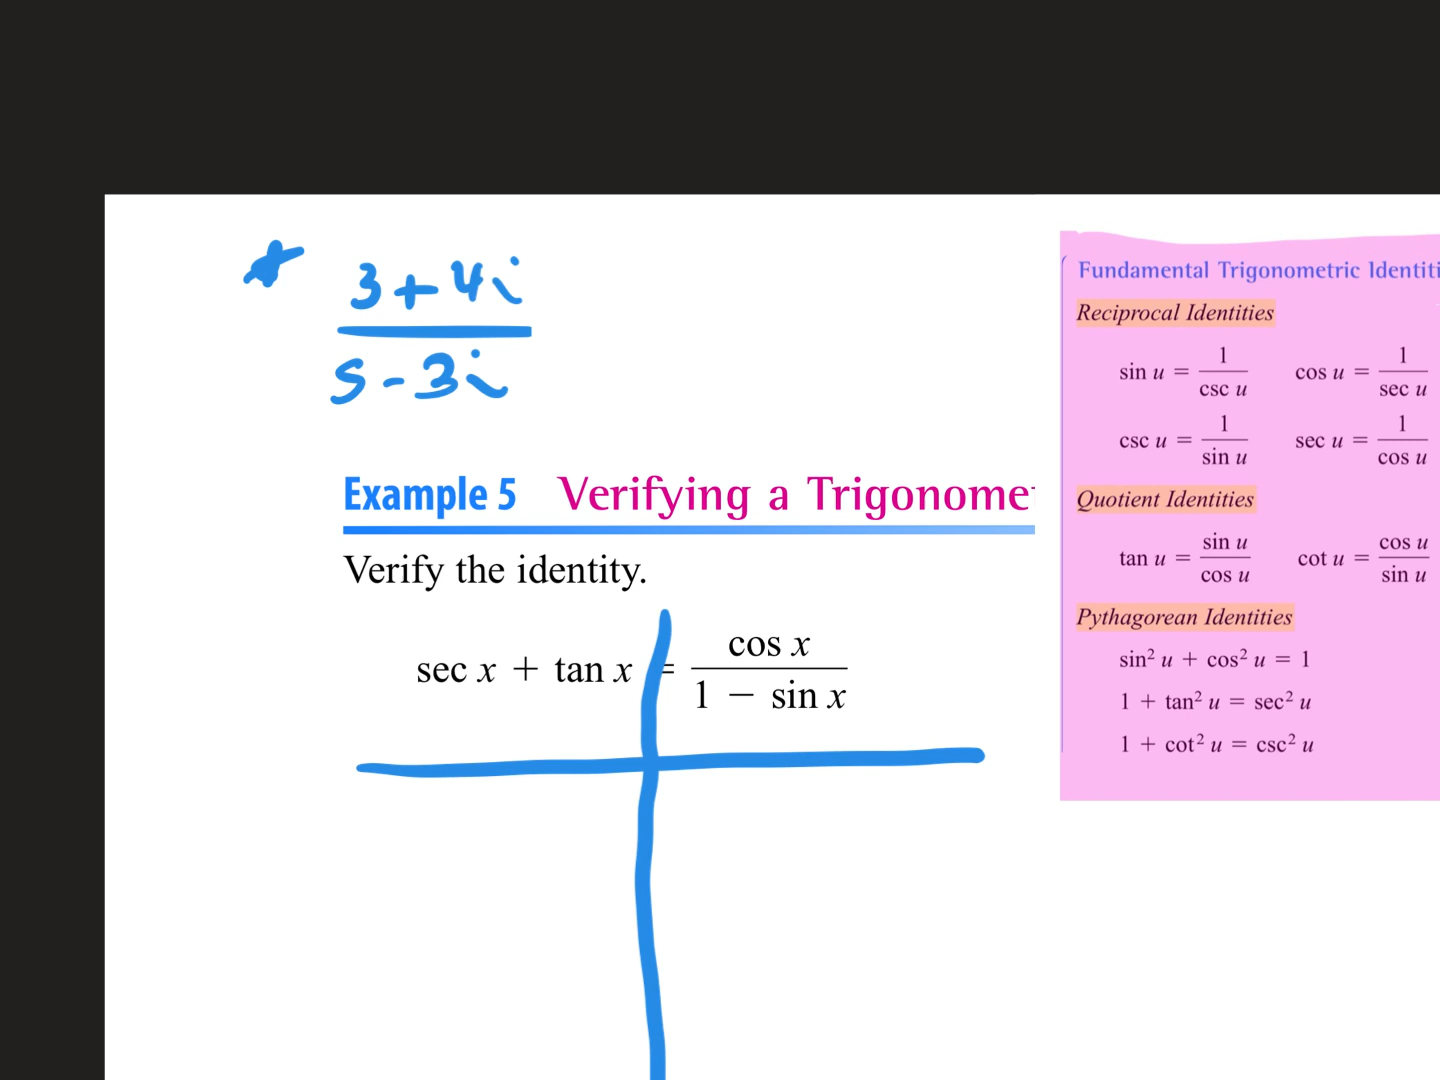 3+4i
5-3i
Example 5 Verifying a
Verify the identity.
sec x + tan x = cos x
1 − sin x
Fundamental Trigonometric
Reciprocal Identities
sin u = 1/csc u cos u = 1/sec u
csc u = 1/sin u sec u = 1/cos u
Quotient Identities
tan u = sin u/cos u cot u = cos u/sin u
Pythagorean Identities
sin² u + cos² u = 1
1 + tan² u = sec² u
1 + cot² u = csc² u